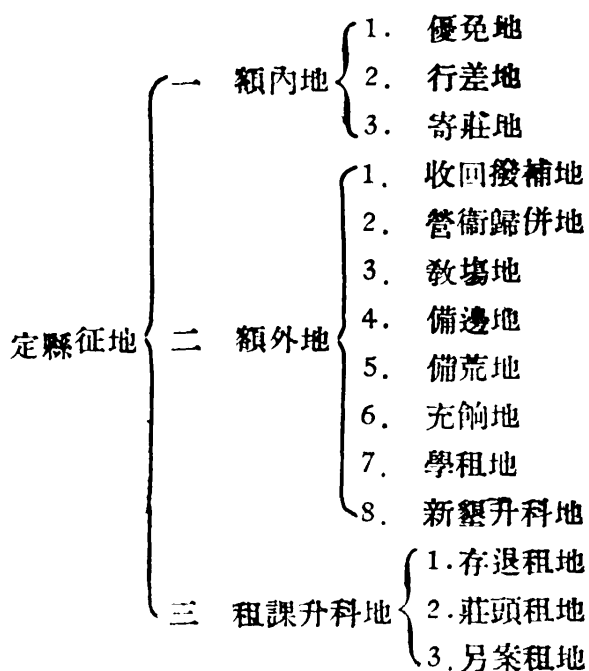 定縣征地
一 額內地
1. 優免地
2. 行差地
3. 寄莊地
二 額外地
1. 收回撥補地
2. 營衞歸併地
3. 敎場地
4. 備邊地
5. 備荒地
6. 充餉地
7. 學租地
8. 新墾升科地
三 租課升科地
1. 存退租地
2. 莊頭租地
3. 另案租地